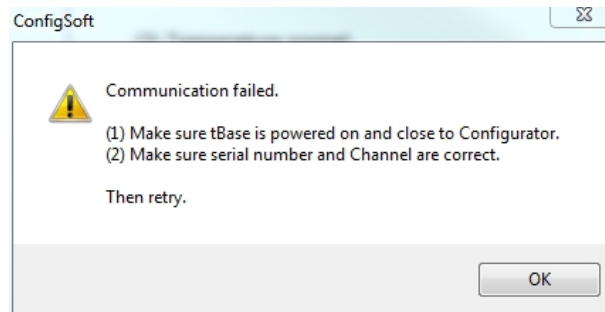 ConfigSoft
Communication failed.
(1) Make sure tBase is powered on and close to Configurator.
(2) Make sure serial number and Channel are correct.
Then retry.
OK